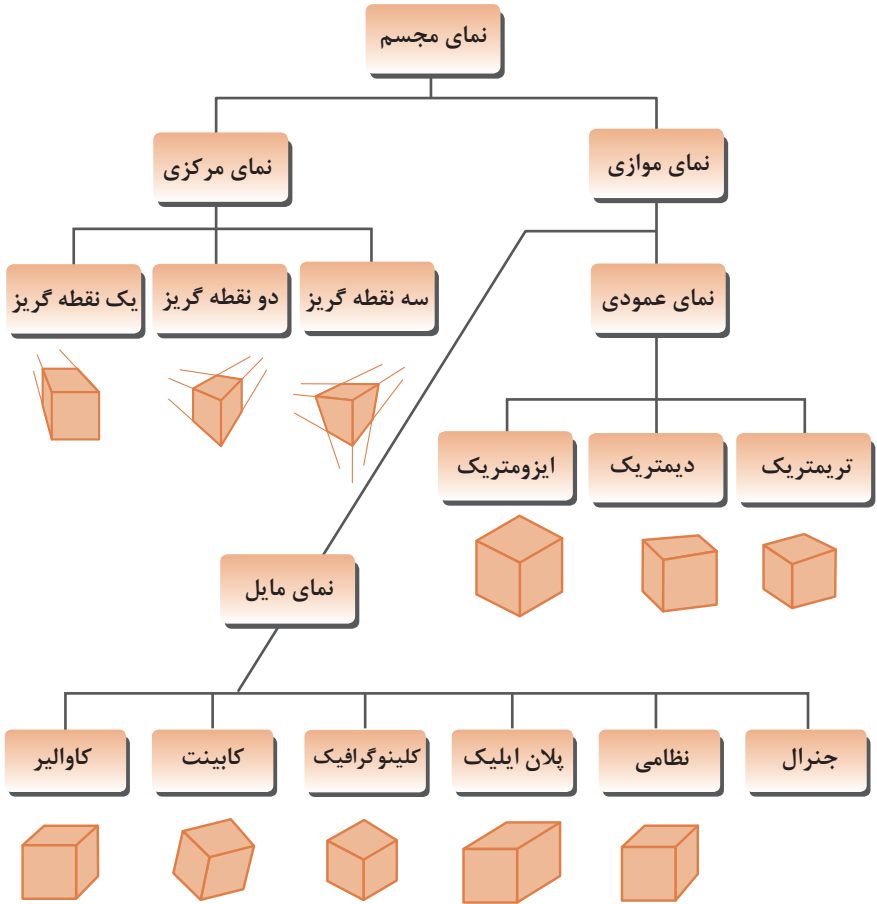 نمای مجسم
نمای موازی
نمای مرکزی
نمای عمودی
سه نقطه گریز
دو نقطه گریز
یک نقطه گریز
تریمتریک
دیمتریک
ایزومتریک
نمای مایل
جنرال
نظامی
پلان ایلیک
کلینوگرافیک
کابینت
کاوالیر